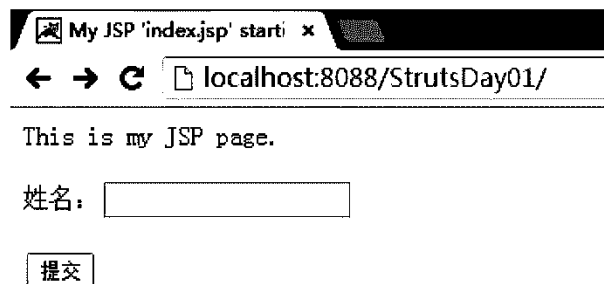 My JSP 'index.jsp' starti
localhost:8088/StrutsDay01/
This is my JSP page.
姓名：
提交